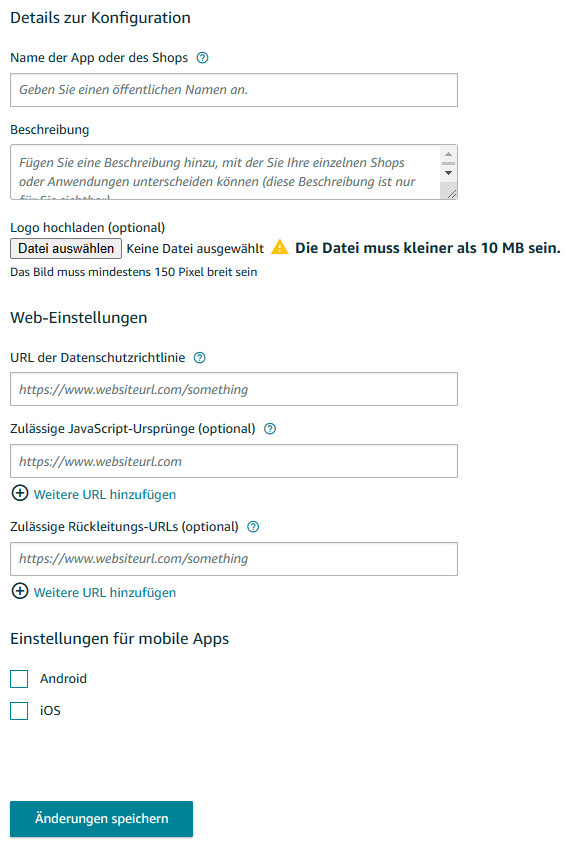 Details zur Konfiguration
Name der App oder des Shops
Geben Sie einen öffentlichen Namen an.
Beschreibung
Fügen Sie eine Beschreibung hinzu, mit der Sie Ihre einzelnen Shops
oder Anwendungen unterscheiden können (diese Beschreibung ist nur
für Sie sichtbar).
Logo hochladen (optional)
Datei auswählen Keine Datei ausgewählt Die Datei muss kleiner als 10 MB sein.
Das Bild muss mindestens 150 Pixel breit sein
Web-Einstellungen
URL der Datenschutzrichtlinie
https://www.websiteurl.com/something
Zulässige JavaScript-Ursprünge (optional)
https://www.websiteurl.com
Weitere URL hinzufügen
Zulässige Rückleitungs-URLs (optional)
https://www.websiteurl.com/something
Weitere URL hinzufügen
Einstellungen für mobile Apps
Android
iOS
Änderungen speichern